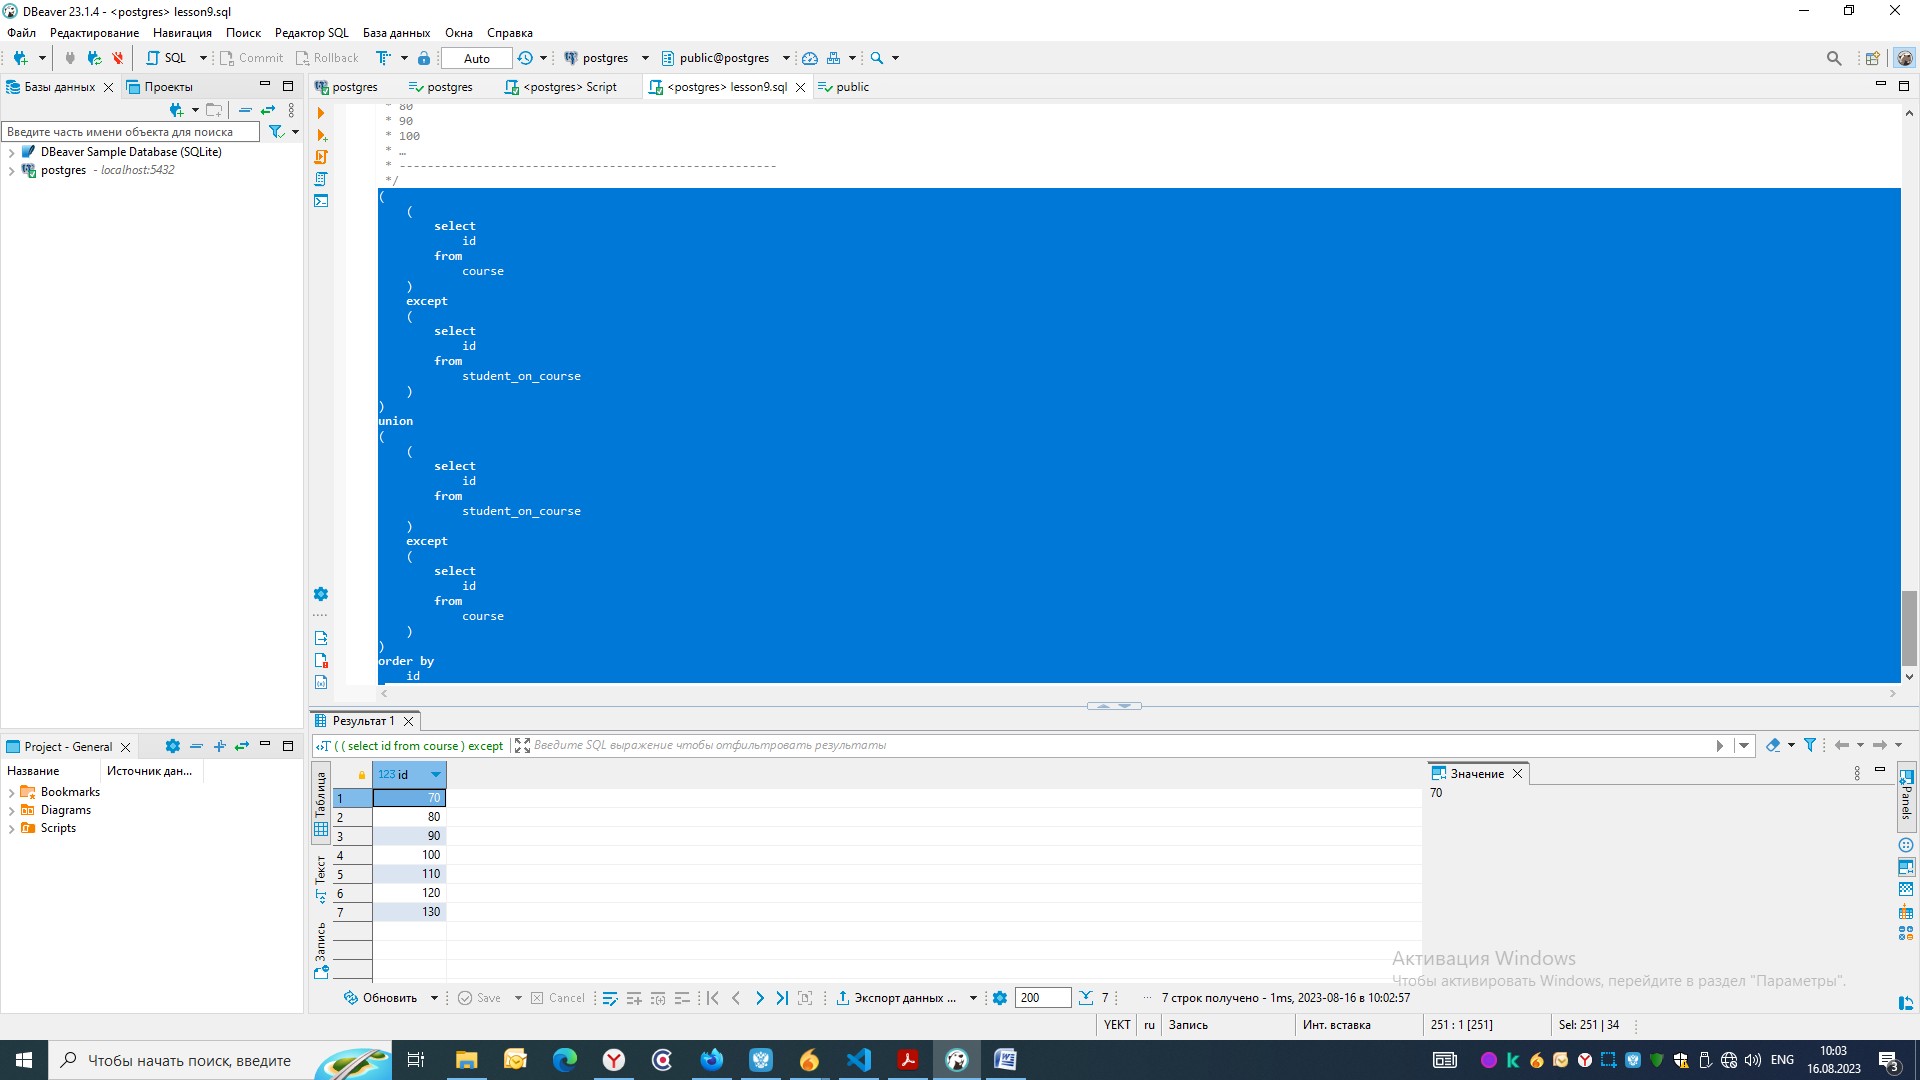 DBeaver 23.1.4 - <postgres> lesson9.sql
Файл Редактирование Навигация Поиск Редактор SQL База данных Окна Справка
SQL Commit Rollback Auto postgres public@postgres
Базы данных Проекты
postgres postgres <postgres> Script <postgres> lesson9.sql public
Введите часть имени объекта для поиска
DBeaver Sample Database (SQLite)
postgres - localhost:5432
* 80
* 90
* 100
* …
* ------------------------------------------------------
*/
(
(
select
id
from
course
)
except
(
select
id
from
student_on_course
)
)
union
(
(
select
id
from
student_on_course
)
except
(
select
id
from
course
)
)
order by
id
Project - General
Название Источник дан...
Bookmarks
Diagrams
Scripts
Результат 1
( ( select id from course ) except Введите SQL выражение чтобы отфильтровать результаты
Таблица
Текст
Запись
123 id
1 70
2 80
3 90
4 100
5 110
6 120
7 130
Значение
70
Panels
Активация Windows
Чтобы активировать Windows, перейдите в раздел "Параметры".
Обновить Save Cancel Экспорт данных ... 200 7 ... 7 строк получено - 1ms, 2023-08-16 в 10:02:57
YEKT ru Запись Инт. вставка 251 : 1 [251] Sel: 251 | 34
Чтобы начать поиск, введите
ENG
10:03
16.08.2023
3